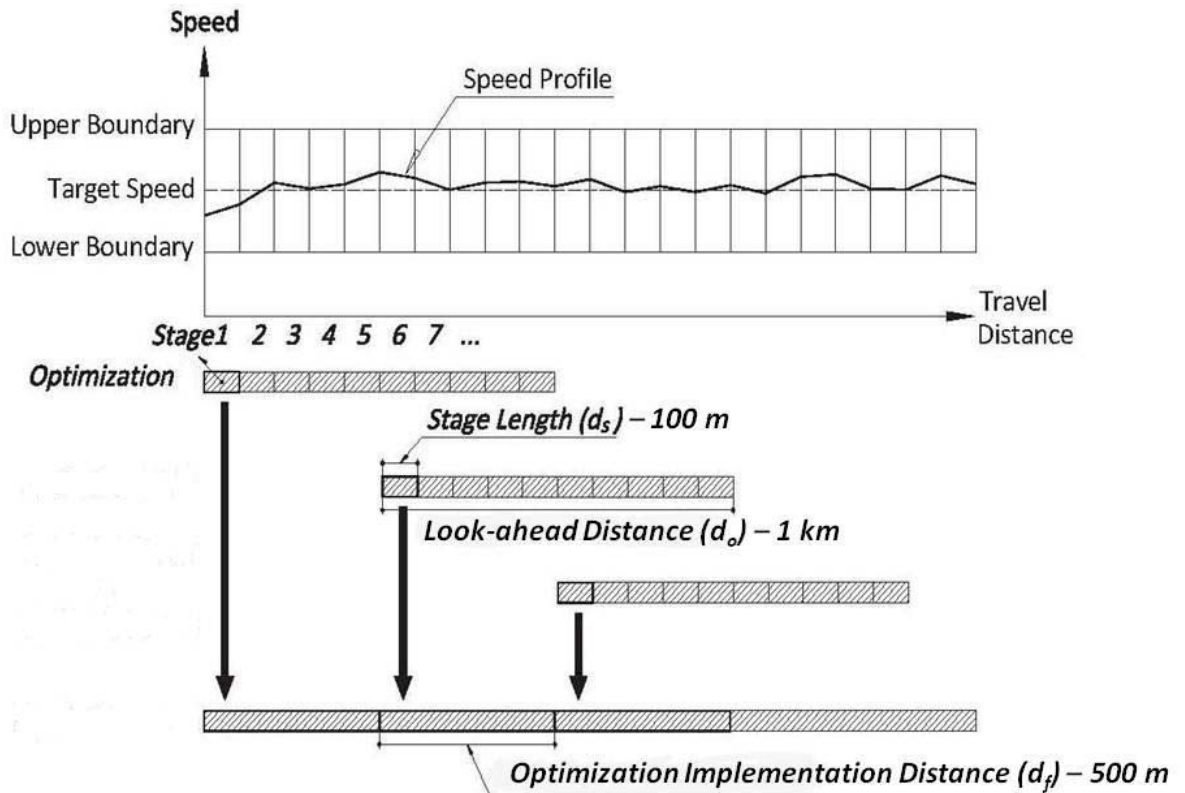 Speed
Speed Profile
Upper Boundary
Target Speed
Lower Boundary
Travel
Distance
Stage1 2 3 4 5 6 7 ...
Optimization
Stage Length (ds) – 100 m
Look-ahead Distance (do) – 1 km
Optimization Implementation Distance (df) – 500 m